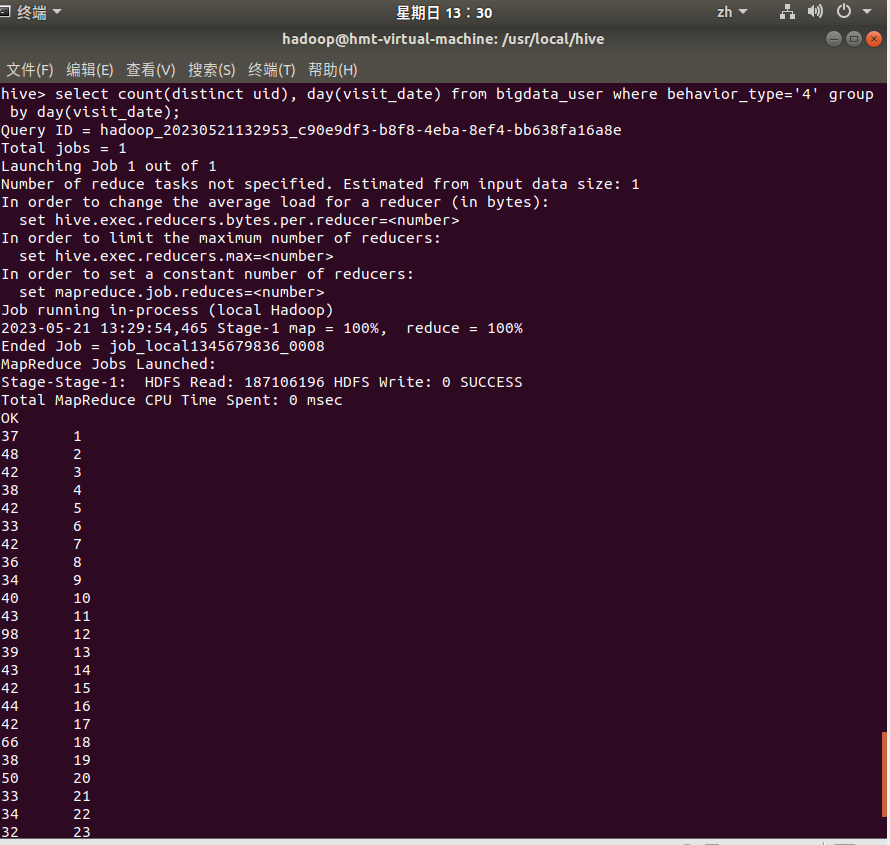 终端
星期日 13：30
zh
hadoop@hmt-virtual-machine: /usr/local/hive
文件(F) 编辑(E) 查看(V) 搜索(S) 终端(T) 帮助(H)
hive> select count(distinct uid), day(visit_date) from bigdata_user where behavior_type='4' group
 by day(visit_date);
Query ID = hadoop_20230521132953_c90e9df3-b8f8-4eba-8ef4-bb638fa16a8e
Total jobs = 1
Launching Job 1 out of 1
Number of reduce tasks not specified. Estimated from input data size: 1
In order to change the average load for a reducer (in bytes):
  set hive.exec.reducers.bytes.per.reducer=<number>
In order to limit the maximum number of reducers:
  set hive.exec.reducers.max=<number>
In order to set a constant number of reducers:
  set mapreduce.job.reduces=<number>
Job running in-process (local Hadoop)
2023-05-21 13:29:54,465 Stage-1 map = 100%,  reduce = 100%
Ended Job = job_local1345679836_0008
MapReduce Jobs Launched:
Stage-Stage-1:  HDFS Read: 187106196 HDFS Write: 0 SUCCESS
Total MapReduce CPU Time Spent: 0 msec
OK
37	1
48	2
42	3
38	4
42	5
33	6
42	7
36	8
34	9
40	10
43	11
98	12
39	13
43	14
42	15
44	16
42	17
66	18
38	19
50	20
33	21
34	22
32	23